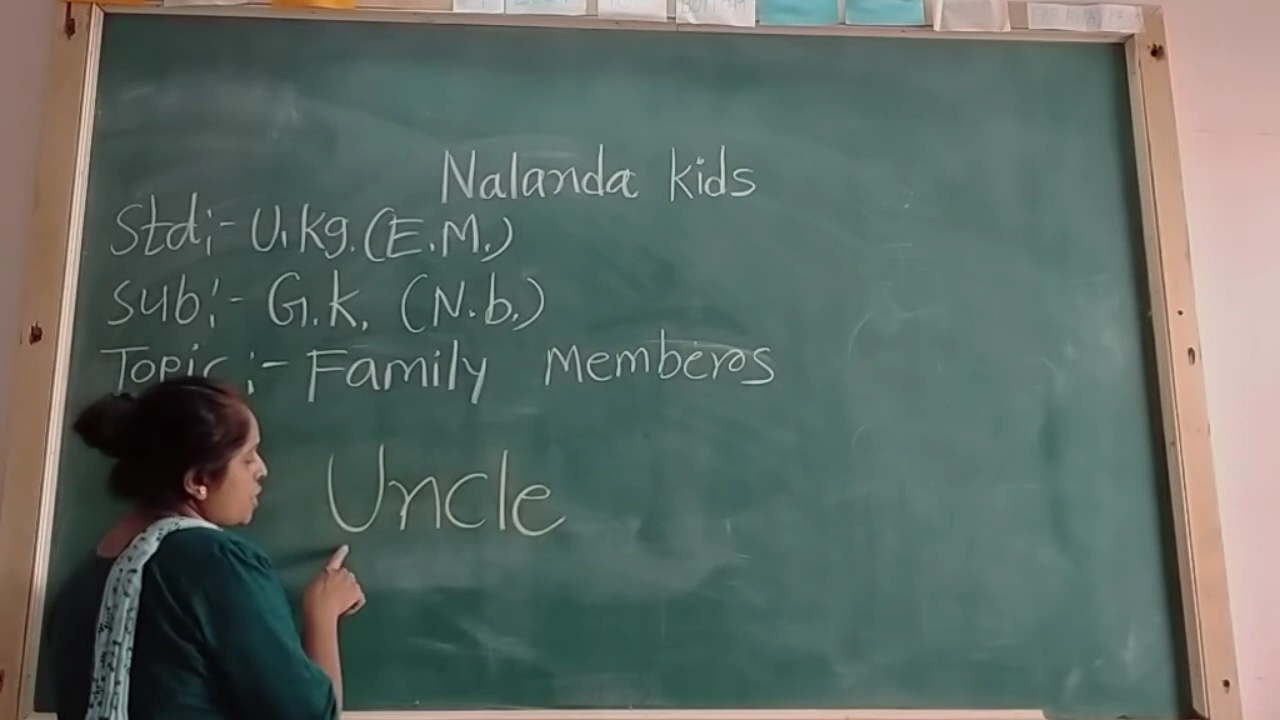 Nalanda kids
Std:- U.kg.(E.M.)
Sub:- G.k. (N.b.)
Topic:- Family Members
Uncle